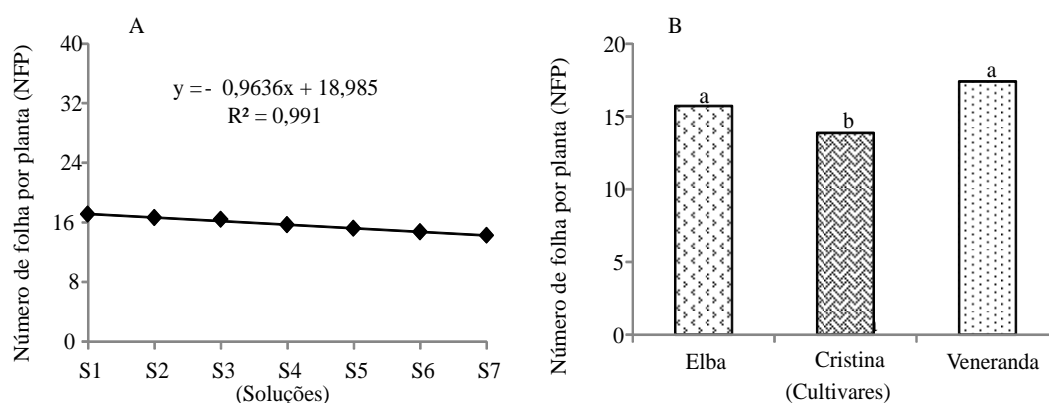 A
Número de folha por planta (NFP)
40
32
24
16
8
0
y = - 0,9636x + 18,985
R² = 0,991
S1 S2 S3 S4 S5 S6 S7
(Soluções)
B
Número de folha por planta (NFP)
20
15
10
5
0
a
b
a
Elba Cristina Veneranda
(Cultivares)